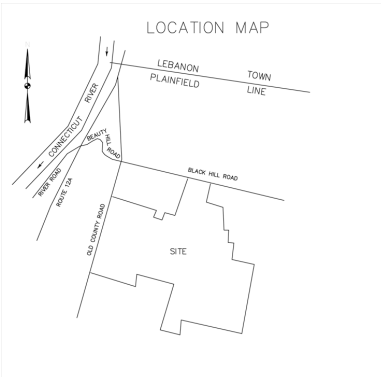 LOCATION MAP
LEBANON TOWN
PLAINFIELD LINE
CONNECTICUT RIVER
BEAUTY HILL ROAD
RIVER ROAD
ROUTE 12A
BLACK HILL ROAD
OLD COUNTY ROAD
SITE